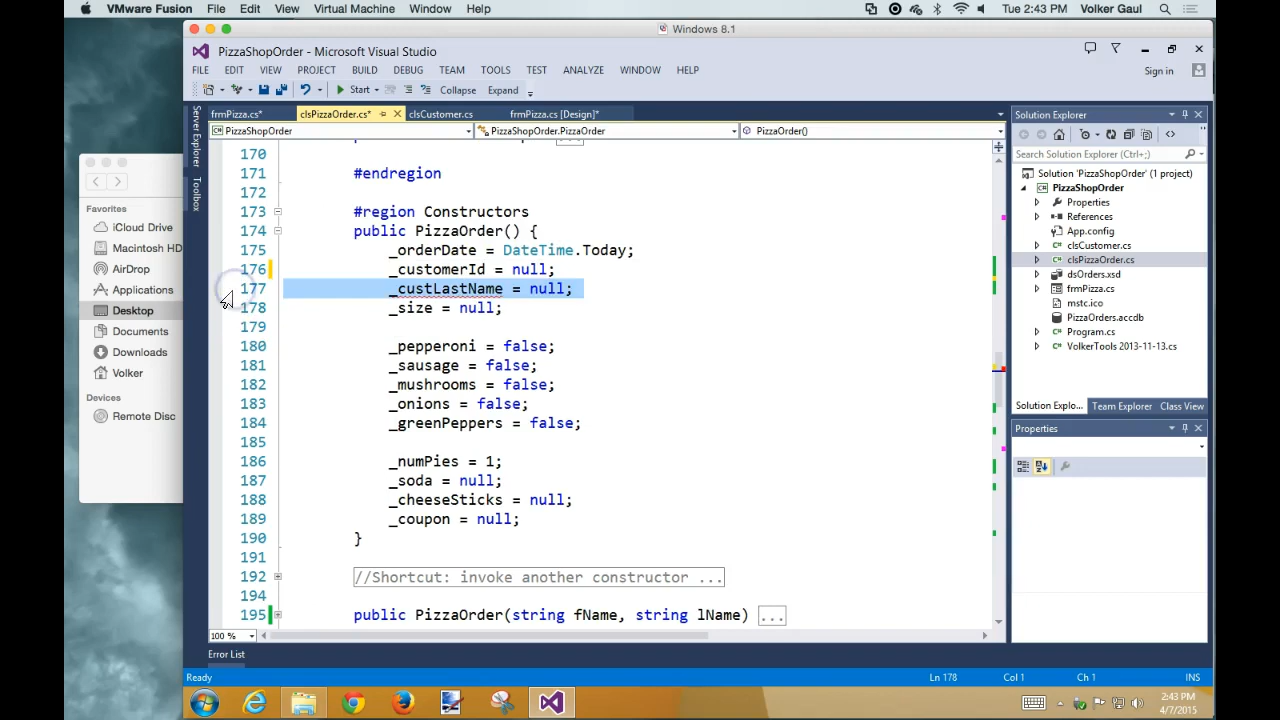 VMware Fusion File Edit View Virtual Machine Window Help Tue 2:43 PM Volker Gaul
Windows 8.1
PizzaShopOrder - Microsoft Visual Studio
FILE EDIT VIEW PROJECT BUILD DEBUG TEAM TOOLS TEST ANALYZE WINDOW HELP Sign in
Start Collapse Expand
frmPizza.cs* clsPizzaOrder.cs* clsCustomer.cs frmPizza.cs [Design]*
PizzaShopOrder PizzaShopOrder.PizzaOrder PizzaOrder()
Server Explorer
Toolbox
170
171 #endregion
172
173 #region Constructors
174 public PizzaOrder() {
175 _orderDate = DateTime.Today;
176 _customerId = null;
177 _custLastName = null;
178 _size = null;
179
180 _pepperoni = false;
181 _sausage = false;
182 _mushrooms = false;
183 _onions = false;
184 _greenPeppers = false;
185
186 _numPies = 1;
187 _soda = null;
188 _cheeseSticks = null;
189 _coupon = null;
190 }
191
192 //Shortcut: invoke another constructor ...
194
195 public PizzaOrder(string fName, string lName) ...
100 %
Error List
Ready Ln 178 Col 1 Ch 1 INS
Favorites
iCloud Drive
Macintosh HD
AirDrop
Applications
Desktop
Documents
Downloads
Volker
Devices
Remote Disc
Solution Explorer
Search Solution Explorer (Ctrl+;)
Solution 'PizzaShopOrder' (1 project)
PizzaShopOrder
Properties
References
App.config
clsCustomer.cs
clsPizzaOrder.cs
dsOrders.xsd
frmPizza.cs
mstc.ico
PizzaOrders.accdb
Program.cs
VolkerTools 2013-11-13.cs
Solution Explo... Team Explorer Class View
Properties
2:43 PM
4/7/2015